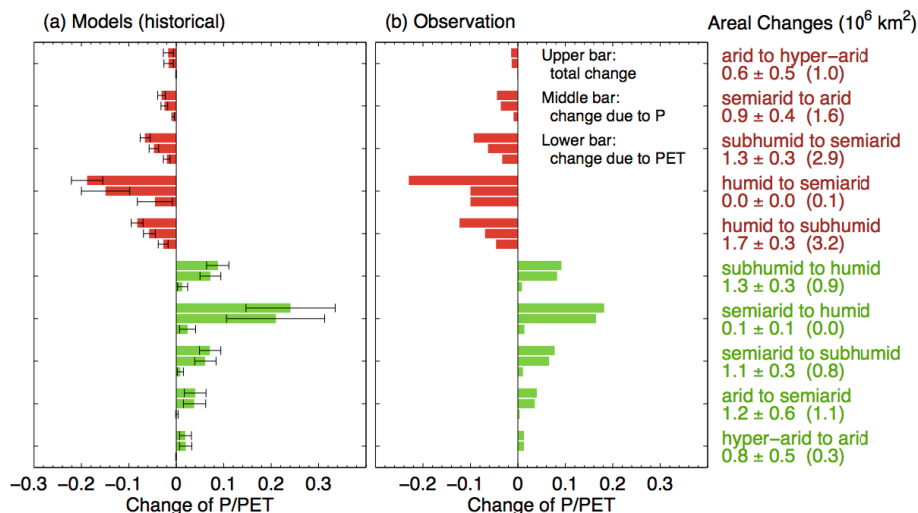 (a) Models (historical)
(b) Observation
Areal Changes (10⁶ km²)
Upper bar:
total change
Middle bar:
change due to P
Lower bar:
change due to PET
arid to hyper−arid
0.6 ± 0.5 (1.0)
semiarid to arid
0.9 ± 0.4 (1.6)
subhumid to semiarid
1.3 ± 0.3 (2.9)
humid to semiarid
0.0 ± 0.0 (0.1)
humid to subhumid
1.7 ± 0.3 (3.2)
subhumid to humid
1.3 ± 0.3 (0.9)
semiarid to humid
0.1 ± 0.1 (0.0)
semiarid to subhumid
1.1 ± 0.3 (0.8)
arid to semiarid
1.2 ± 0.6 (1.1)
hyper−arid to arid
0.8 ± 0.5 (0.3)
−0.3 −0.2 −0.1 0 0.1 0.2 0.3
−0.2 −0.1 0 0.1 0.2 0.3
Change of P/PET
Change of P/PET